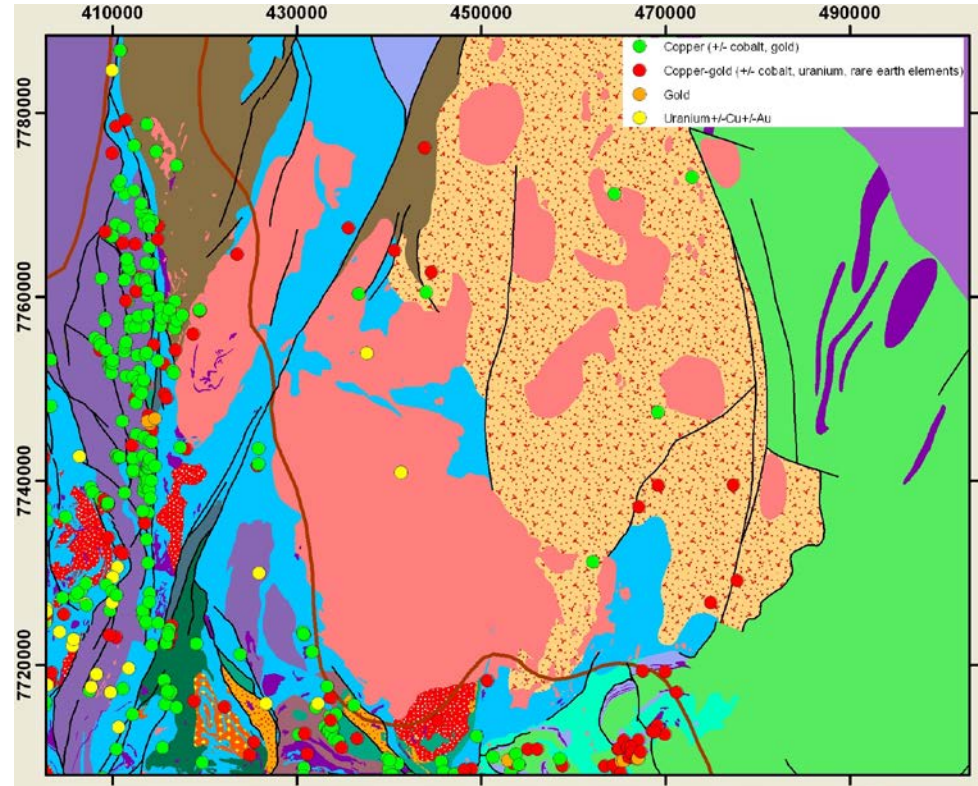 410000 430000 450000 470000 490000
Copper (+/- cobalt, gold)
Copper-gold (+/- cobalt, uranium, rare earth elements)
Gold
Uranium+/-Cu+/-Au
7780000
7760000
7740000
7720000